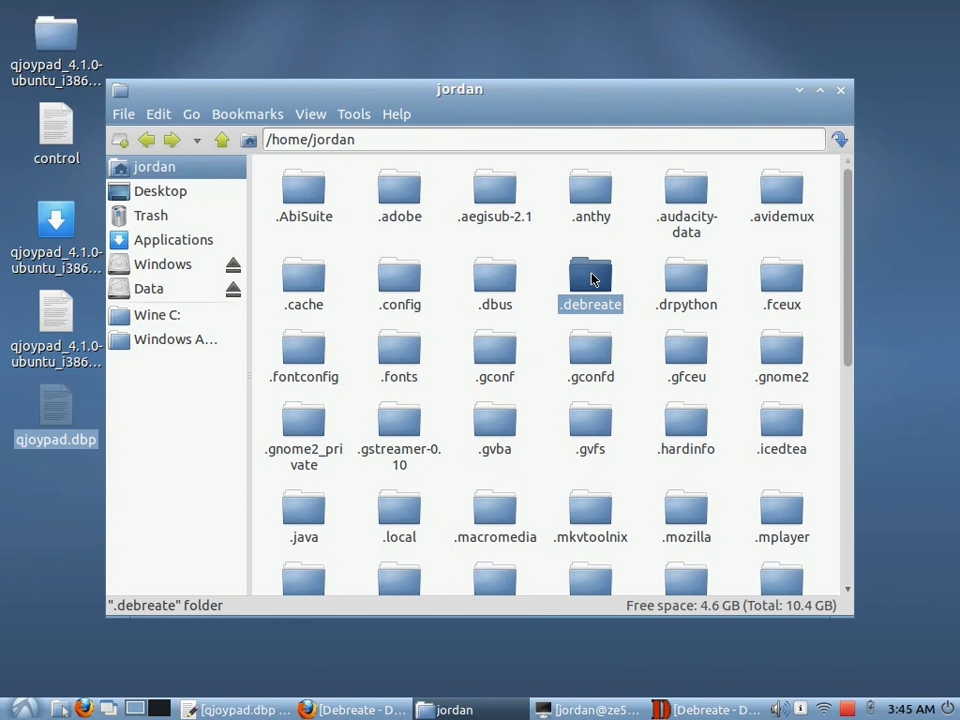 qjoypad_4.1.0-
ubuntu_i386...
control
qjoypad_4.1.0-
ubuntu_i386...
qjoypad_4.1.0-
ubuntu_i386...
qjoypad.dbp
jordan
File Edit Go Bookmarks View Tools Help
/home/jordan
jordan
Desktop
Trash
Applications
Windows
Data
Wine C:
Windows A...
.AbiSuite .adobe .aegisub-2.1 .anthy .audacity-
data .avidemux
.cache .config .dbus .debreate .drpython .fceux
.fontconfig .fonts .gconf .gconfd .gfceu .gnome2
.gnome2_pri
vate .gstreamer-0.
10 .gvba .gvfs .hardinfo .icedtea
.java .local .macromedia .mkvtoolnix .mozilla .mplayer
".debreate" folder Free space: 4.6 GB (Total: 10.4 GB)
[qjoypad.dbp ... [Debreate - D... jordan [jordan@ze5... [Debreate - D... 3:45 AM